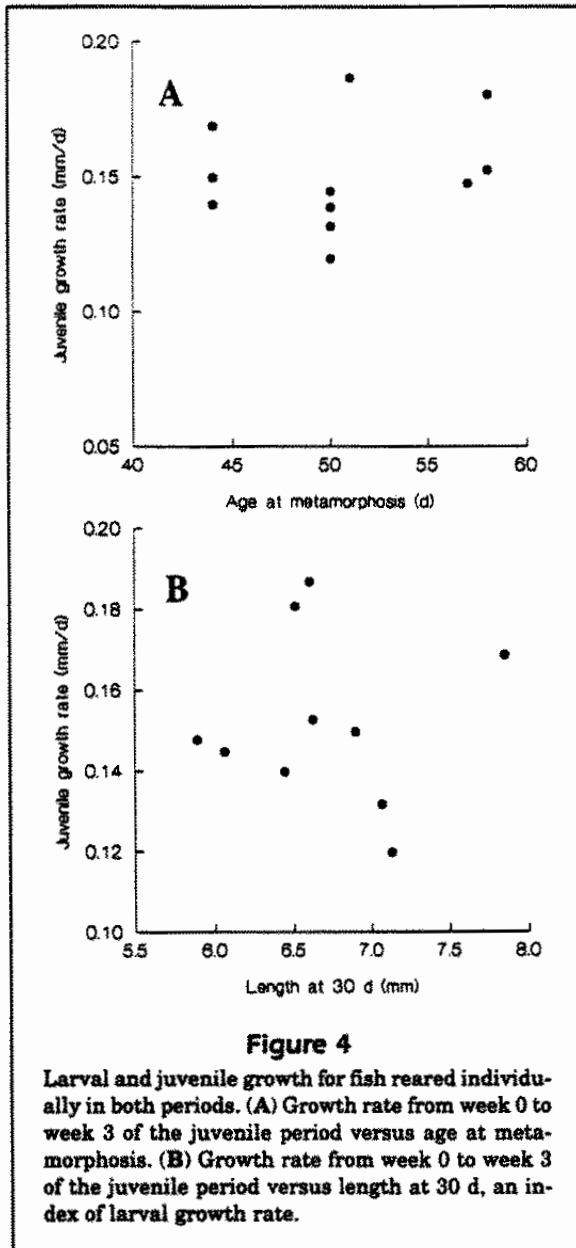 0.20
A
0.15
0.10
0.05
Juvenile growth rate (mm/d)
40 45 50 55 60
Age at metamorphosis (d)
0.20
B
0.18
0.16
0.14
0.12
0.10
Juvenile growth rate (mm/d)
5.5 6.0 6.5 7.0 7.5 8.0
Length at 30 d (mm)
Figure 4
Larval and juvenile growth for fish reared individu-
ally in both periods. (A) Growth rate from week 0 to
week 3 of the juvenile period versus age at meta-
morphosis. (B) Growth rate from week 0 to week 3
of the juvenile period versus length at 30 d, an in-
dex of larval growth rate.